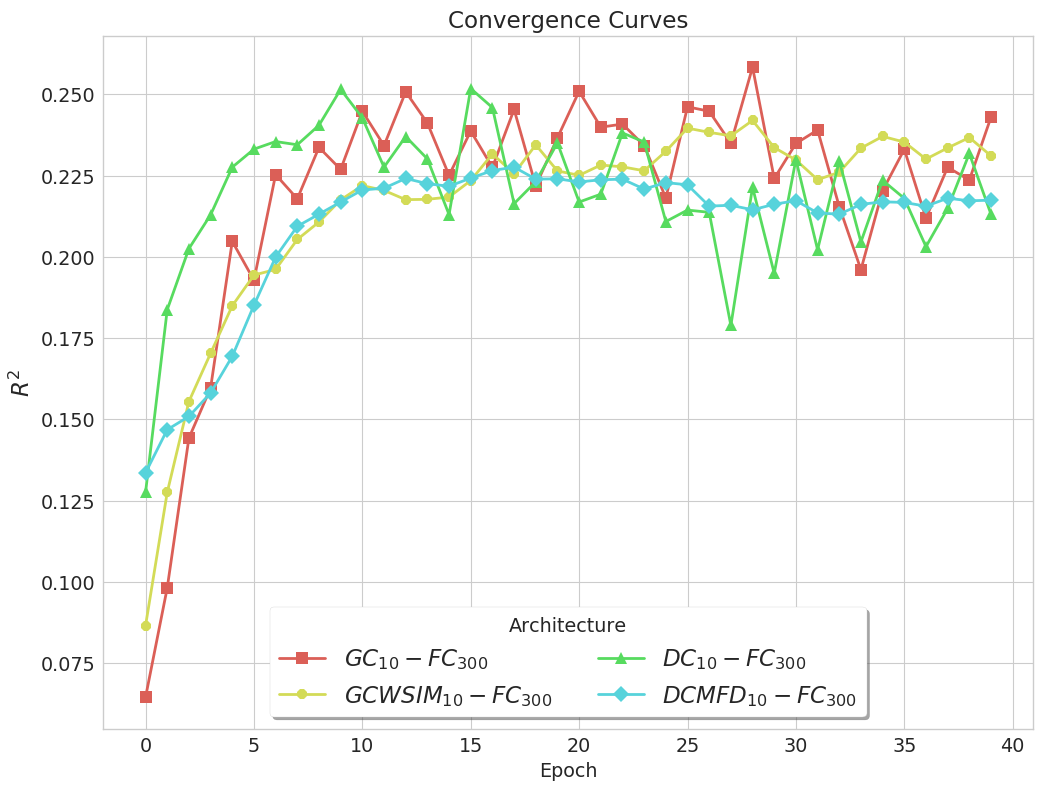 Convergence Curves
R²
0.250
0.225
0.200
0.175
0.150
0.125
0.100
0.075
Architecture
GC₁₀ − FC₃₀₀
DC₁₀ − FC₃₀₀
GCWSIM₁₀ − FC₃₀₀
DCMFD₁₀ − FC₃₀₀
0 5 10 15 20 25 30 35 40
Epoch